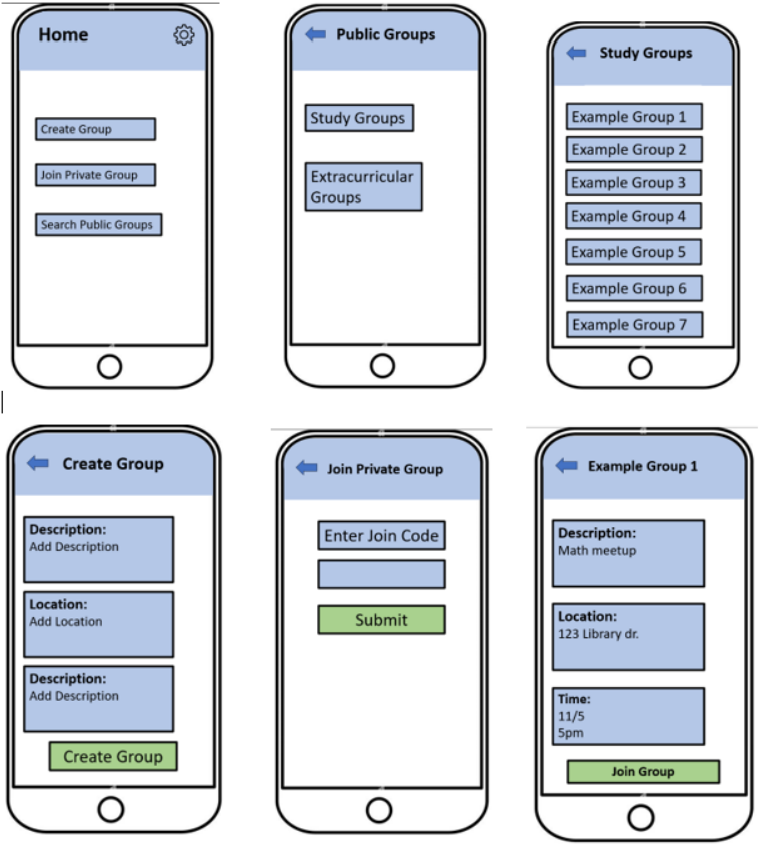 Home
Create Group
Join Private Group
Search Public Groups
Public Groups
Study Groups
Extracurricular
Groups
Study Groups
Example Group 1
Example Group 2
Example Group 3
Example Group 4
Example Group 5
Example Group 6
Example Group 7
Create Group
Description:
Add Description
Location:
Add Location
Description:
Add Description
Create Group
Join Private Group
Enter Join Code
Submit
Example Group 1
Description:
Math meetup
Location:
123 Library dr.
Time:
11/5
5pm
Join Group